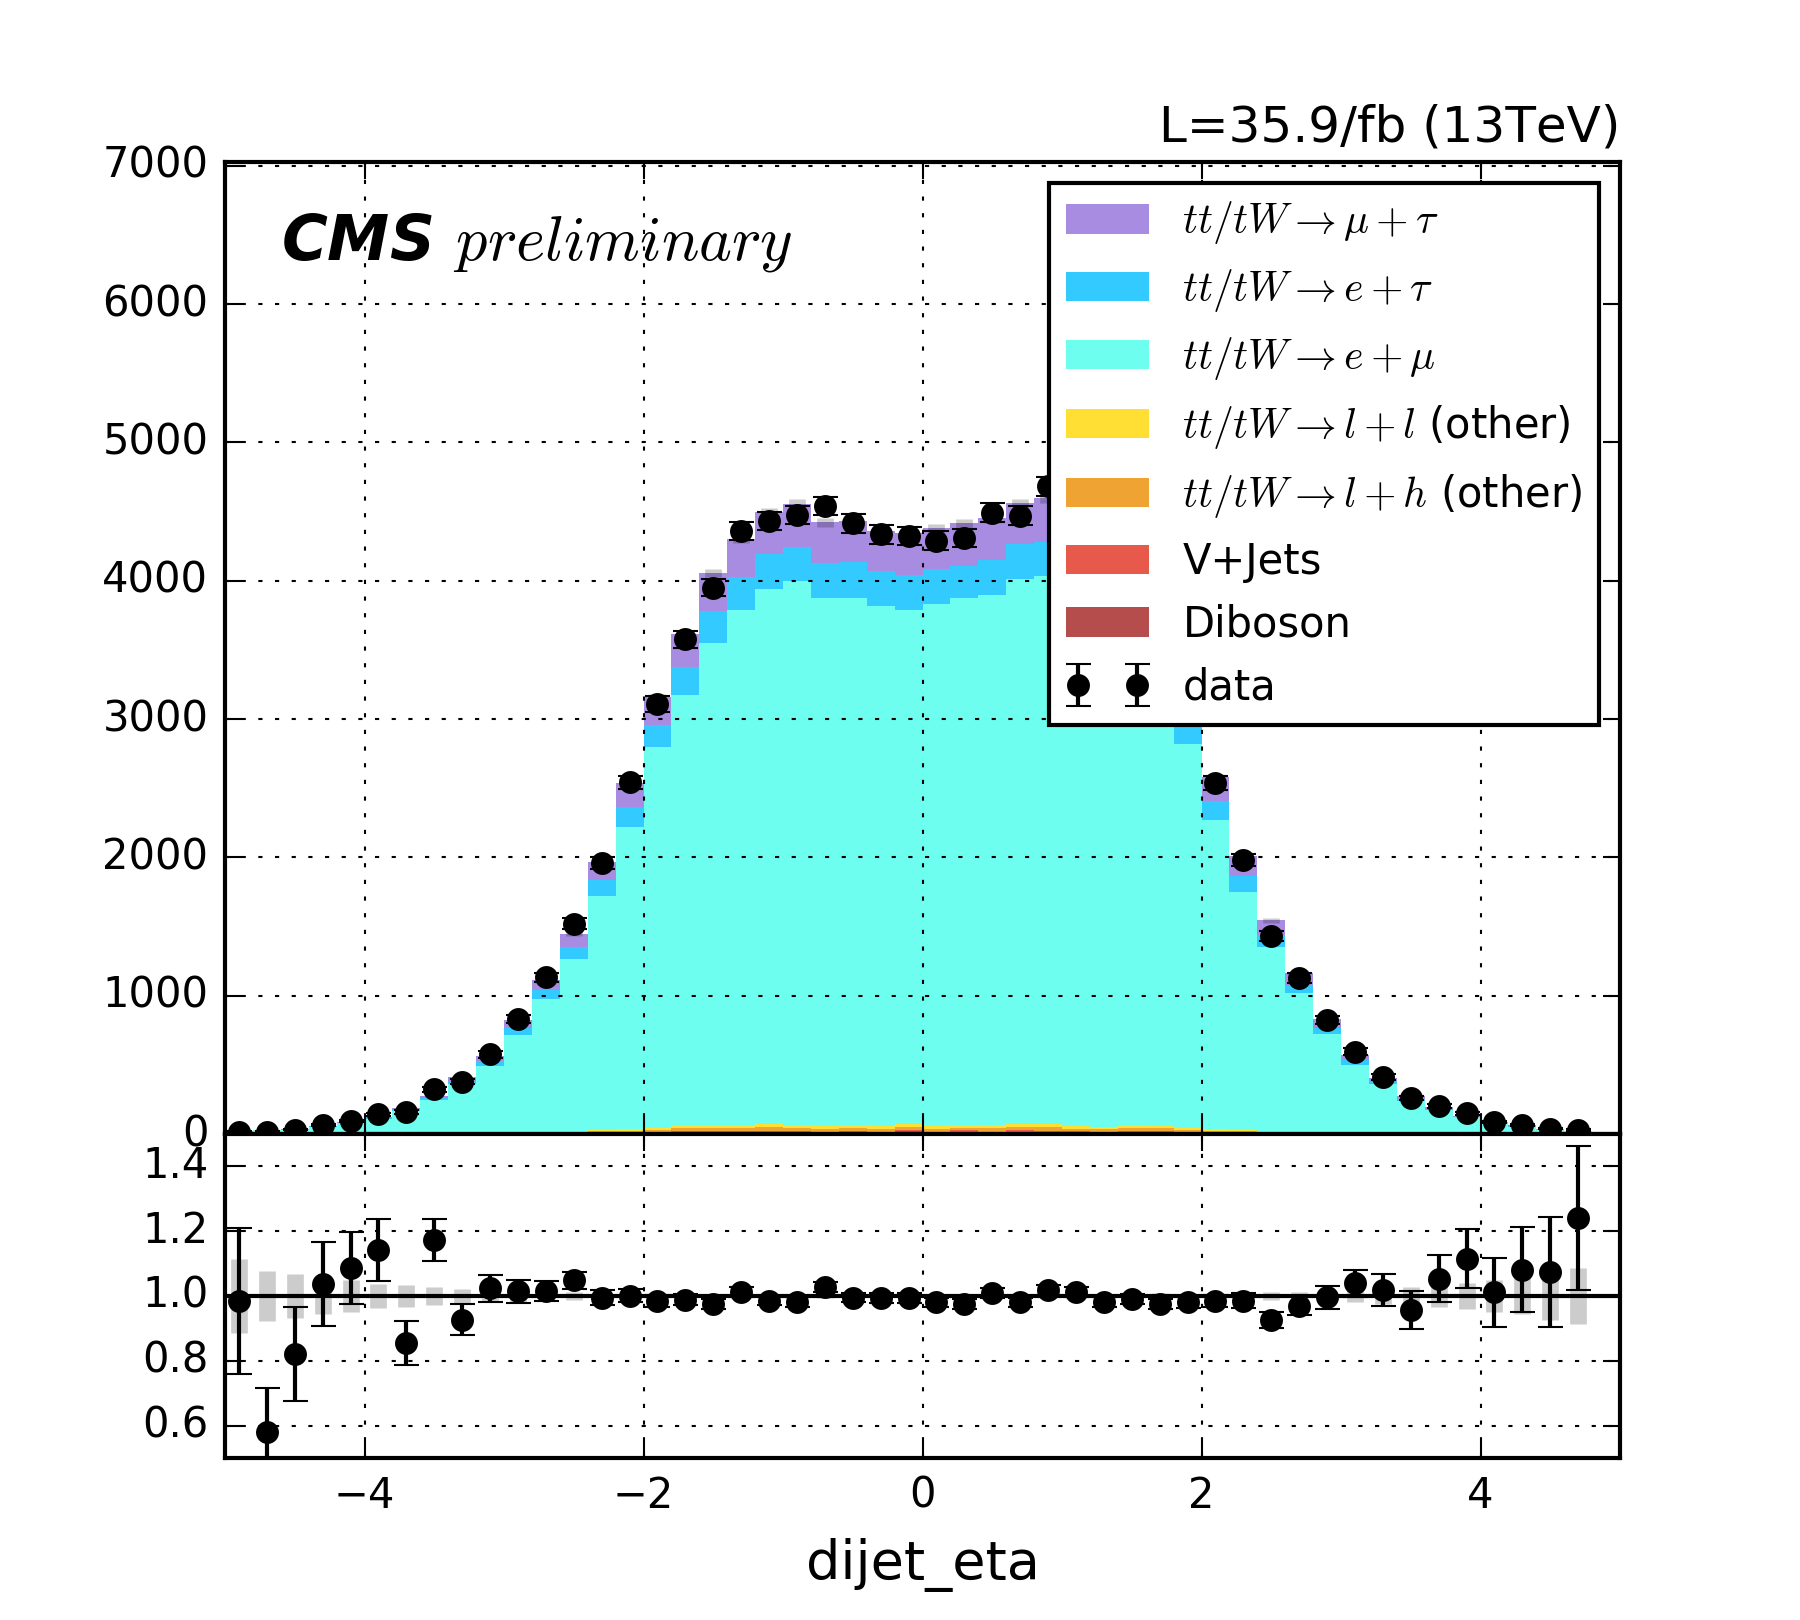 L=35.9/fb (13TeV)
CMS preliminary
7000
6000
5000
4000
3000
2000
1000
0
tt/tW → μ + τ
tt/tW → e + τ
tt/tW → e + μ
tt/tW → l + l (other)
tt/tW → l + h (other)
V+Jets
Diboson
data
1.4
1.2
1.0
0.8
0.6
−4 −2 0 2 4
dijet_eta